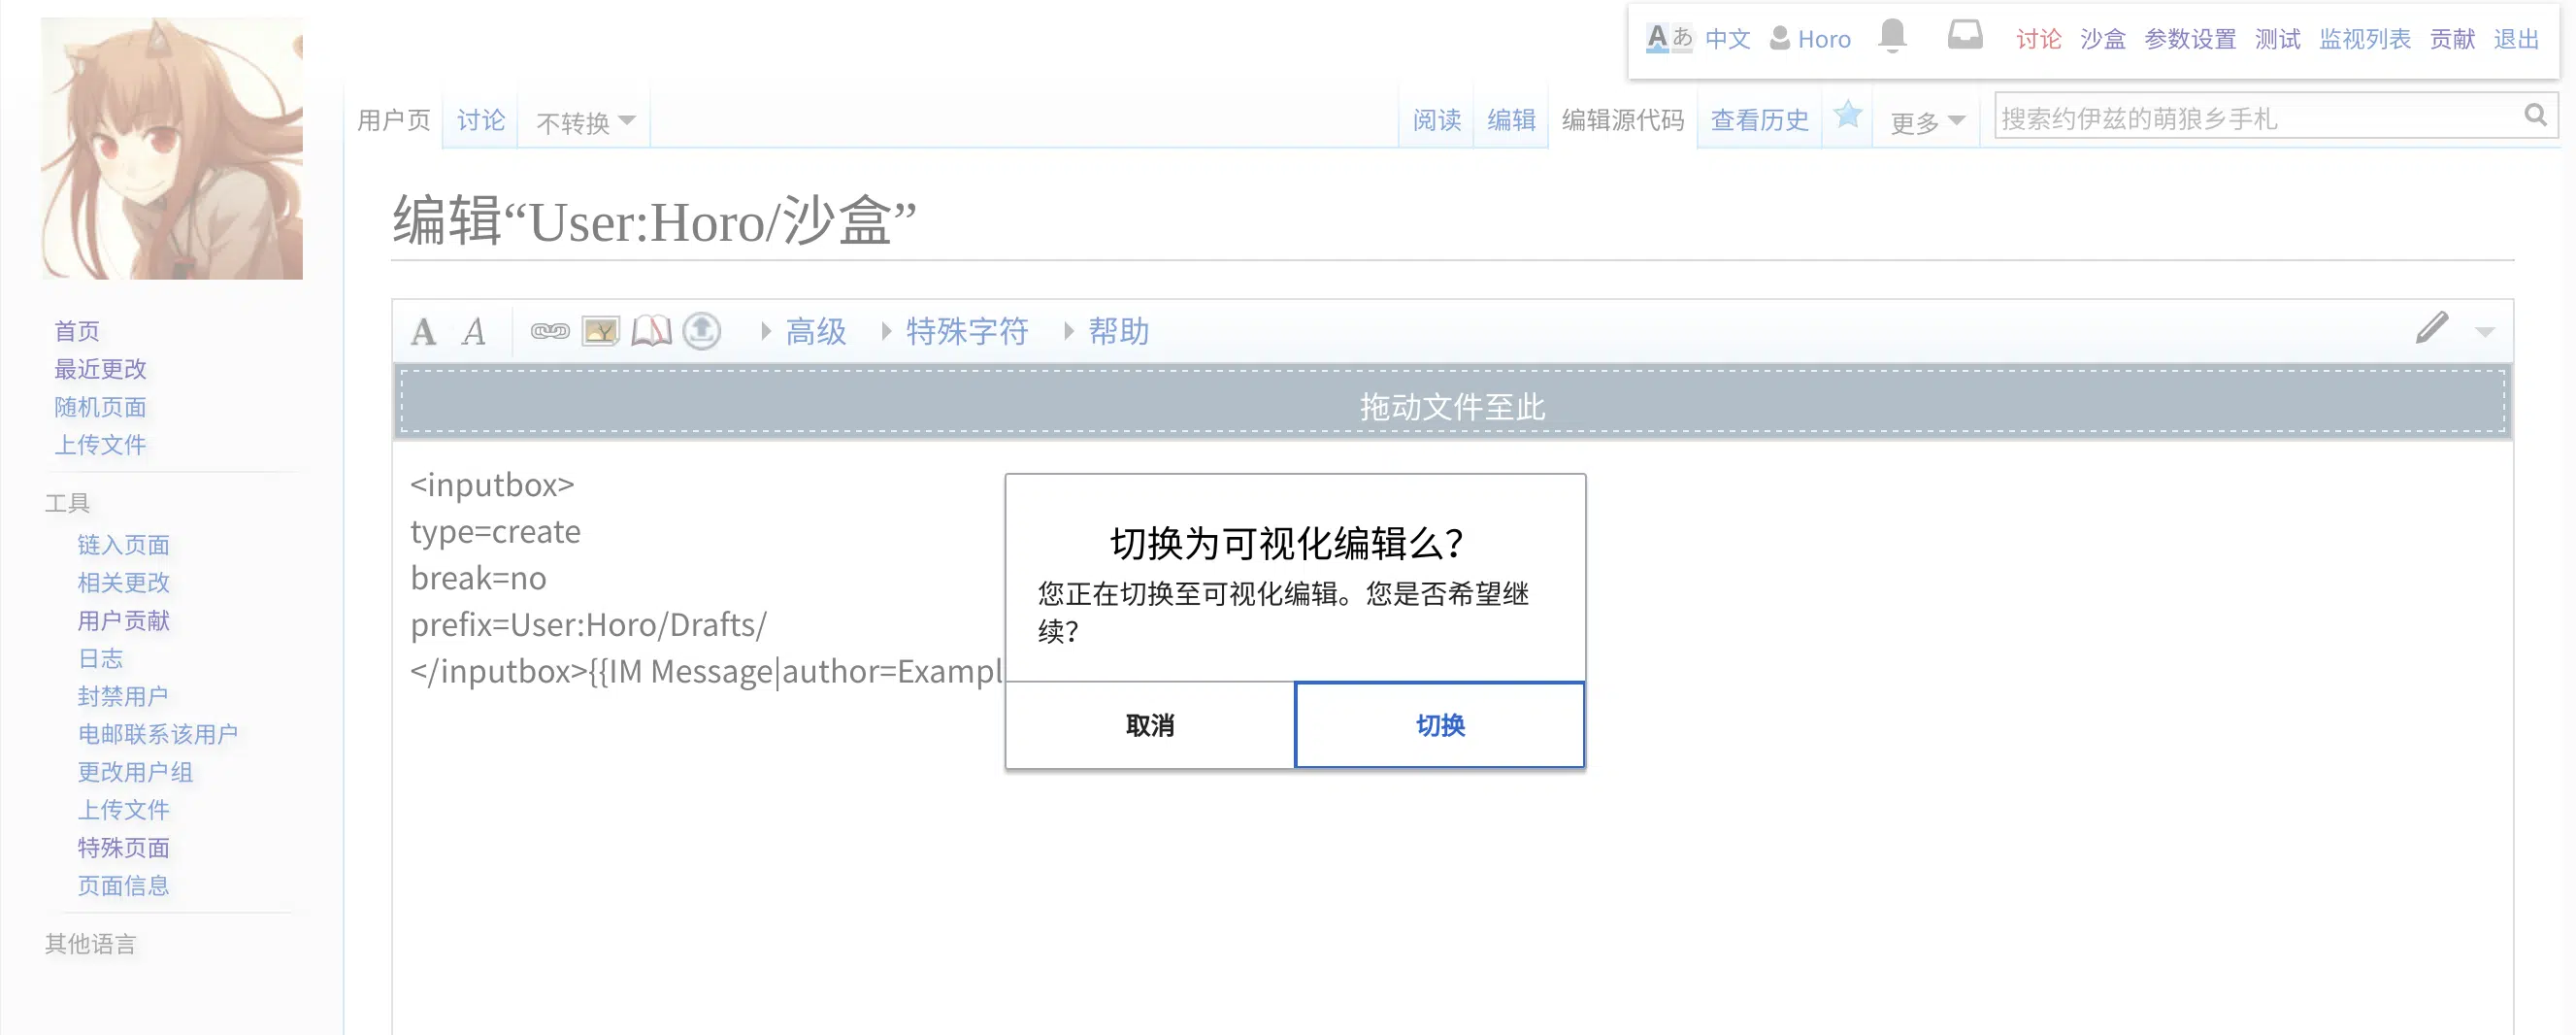 Aあ 中文 Horo 讨论 沙盒 参数设置 测试 监视列表 贡献 退出
用户页 讨论 不转换 阅读 编辑 编辑源代码 查看历史 更多 搜索约伊兹的萌狼乡手札
编辑“User:Horo/沙盒”
A A 高级 特殊字符 帮助
拖动文件至此
<inputbox>
type=create
break=no
prefix=User:Horo/Drafts/
</inputbox>{{IM Message|author=Exampl
切换为可视化编辑么？
您正在切换至可视化编辑。您是否希望继
续？
取消 切换
首页
最近更改
随机页面
上传文件
工具
链入页面
相关更改
用户贡献
日志
封禁用户
电邮联系该用户
更改用户组
上传文件
特殊页面
页面信息
其他语言